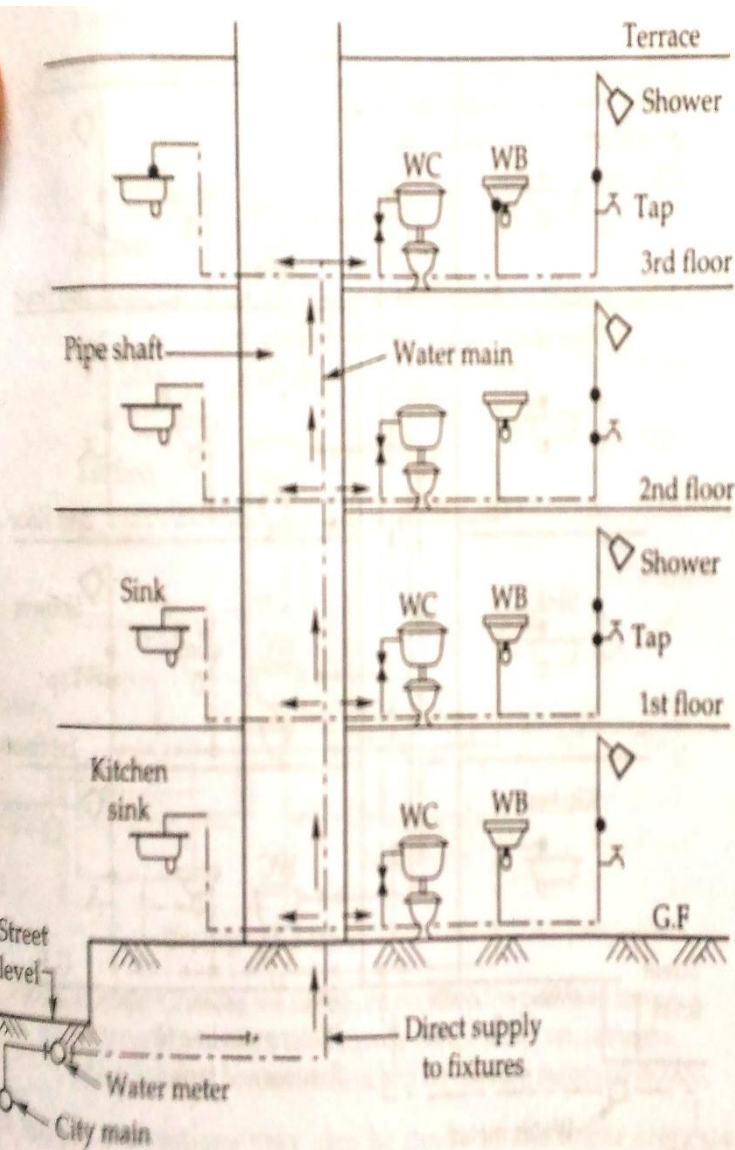 Terrace
Shower
WC
WB
Tap
3rd floor
Pipe shaft
Water main
2nd floor
Sink
Shower
WC
WB
Tap
1st floor
Kitchen
sink
WC
WB
G.F
Street
level
Direct supply
to fixtures
Water meter
City main